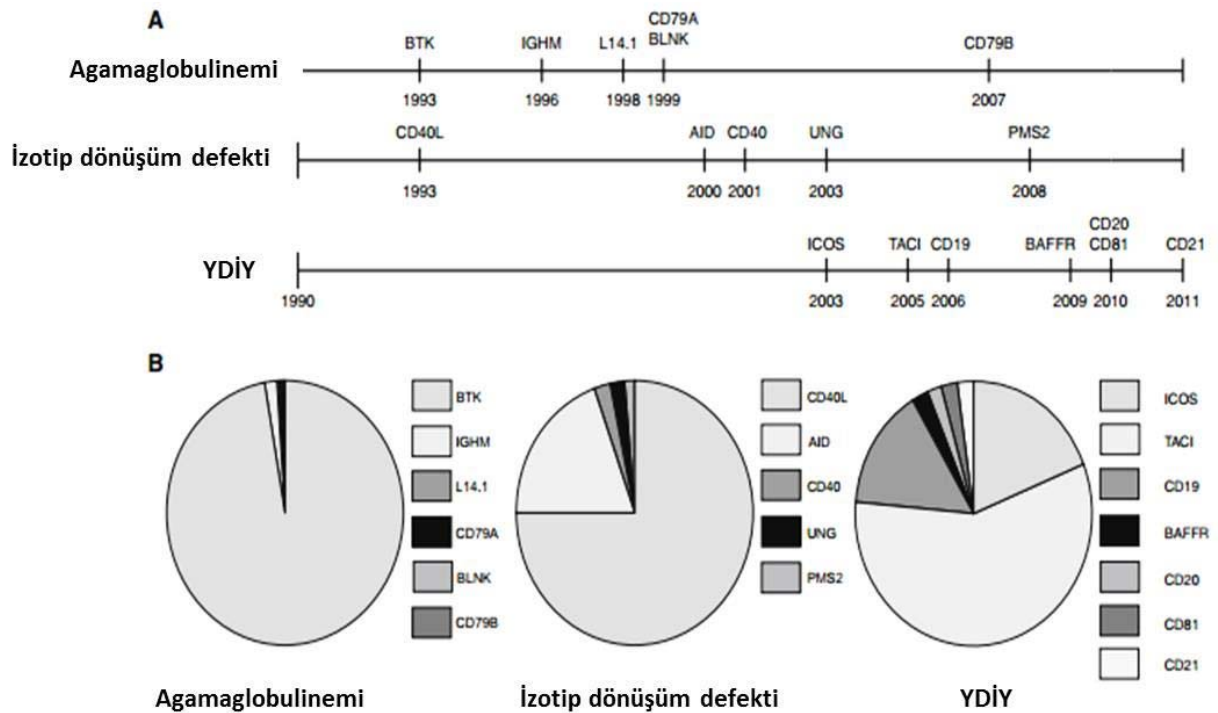 A
CD79A
BTK IGHM L14.1 BLNK CD79B
Agamaglobulinemi
1993 1996 1998 1999 2007
CD40L AID CD40 UNG PMS2
İzotip dönüşüm defekti
1993 2000 2001 2003 2008
CD20
ICOS TACI CD19 BAFFR CD81 CD21
YDİY
1990 2003 2005 2006 2009 2010 2011
B
BTK
IGHM
L14.1
CD79A
BLNK
CD79B
Agamaglobulinemi
CD40L
AID
CD40
UNG
PMS2
İzotip dönüşüm defekti
ICOS
TACI
CD19
BAFFR
CD20
CD81
CD21
YDİY